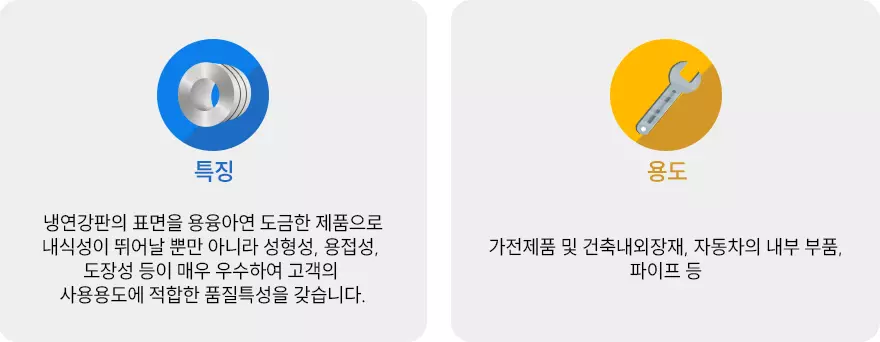 특징
냉연강판의 표면을 용융아연 도금한 제품으로
내식성이 뛰어날 뿐만 아니라 성형성, 용접성,
도장성 등이 매우 우수하여 고객의
사용용도에 적합한 품질특성을 갖습니다.
용도
가전제품 및 건축내외장재, 자동차의 내부 부품,
파이프 등